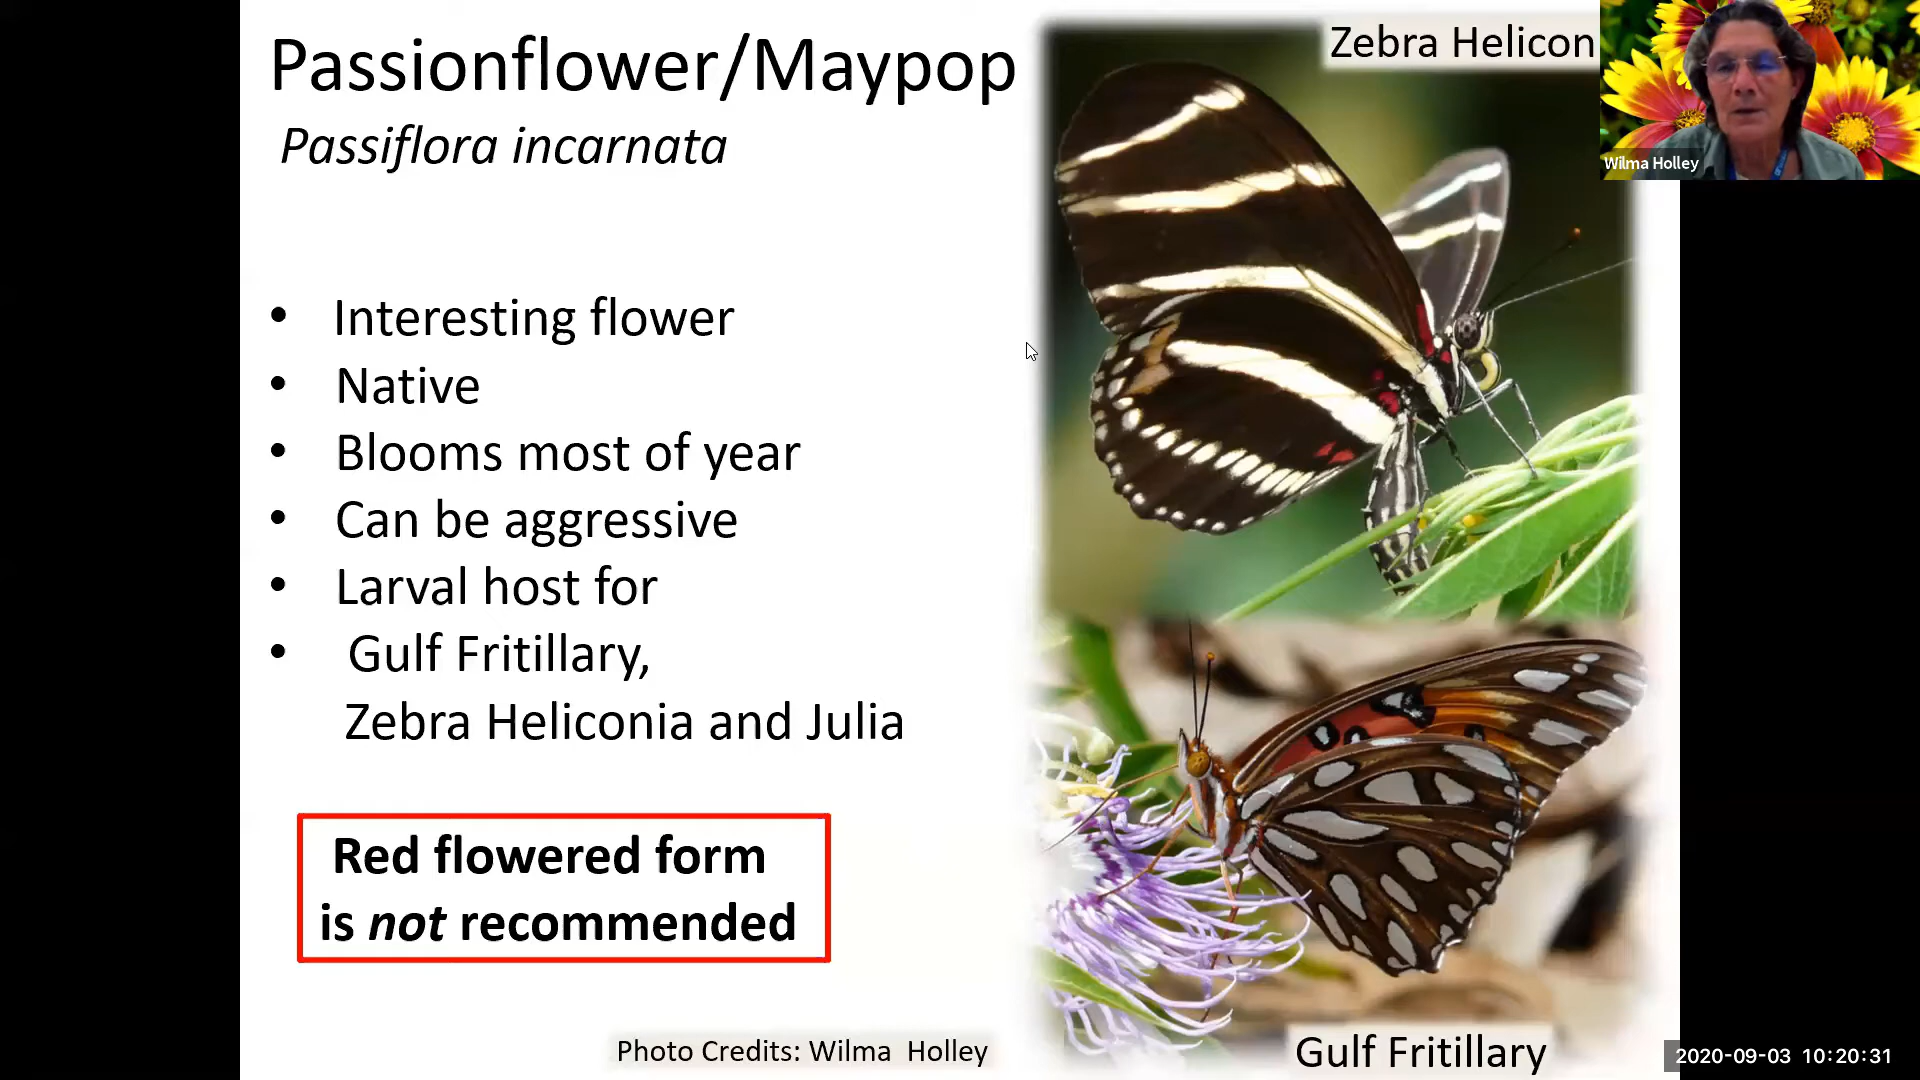 Passionflower/Maypop
Passiflora incarnata
• Interesting flower
• Native
• Blooms most of year
• Can be aggressive
• Larval host for
• Gulf Fritillary,
Zebra Heliconia and Julia
Red flowered form
is not recommended
Photo Credits: Wilma Holley
Zebra Helicon
Gulf Fritillary
Wilma Holley
2020-09-03 10:20:31